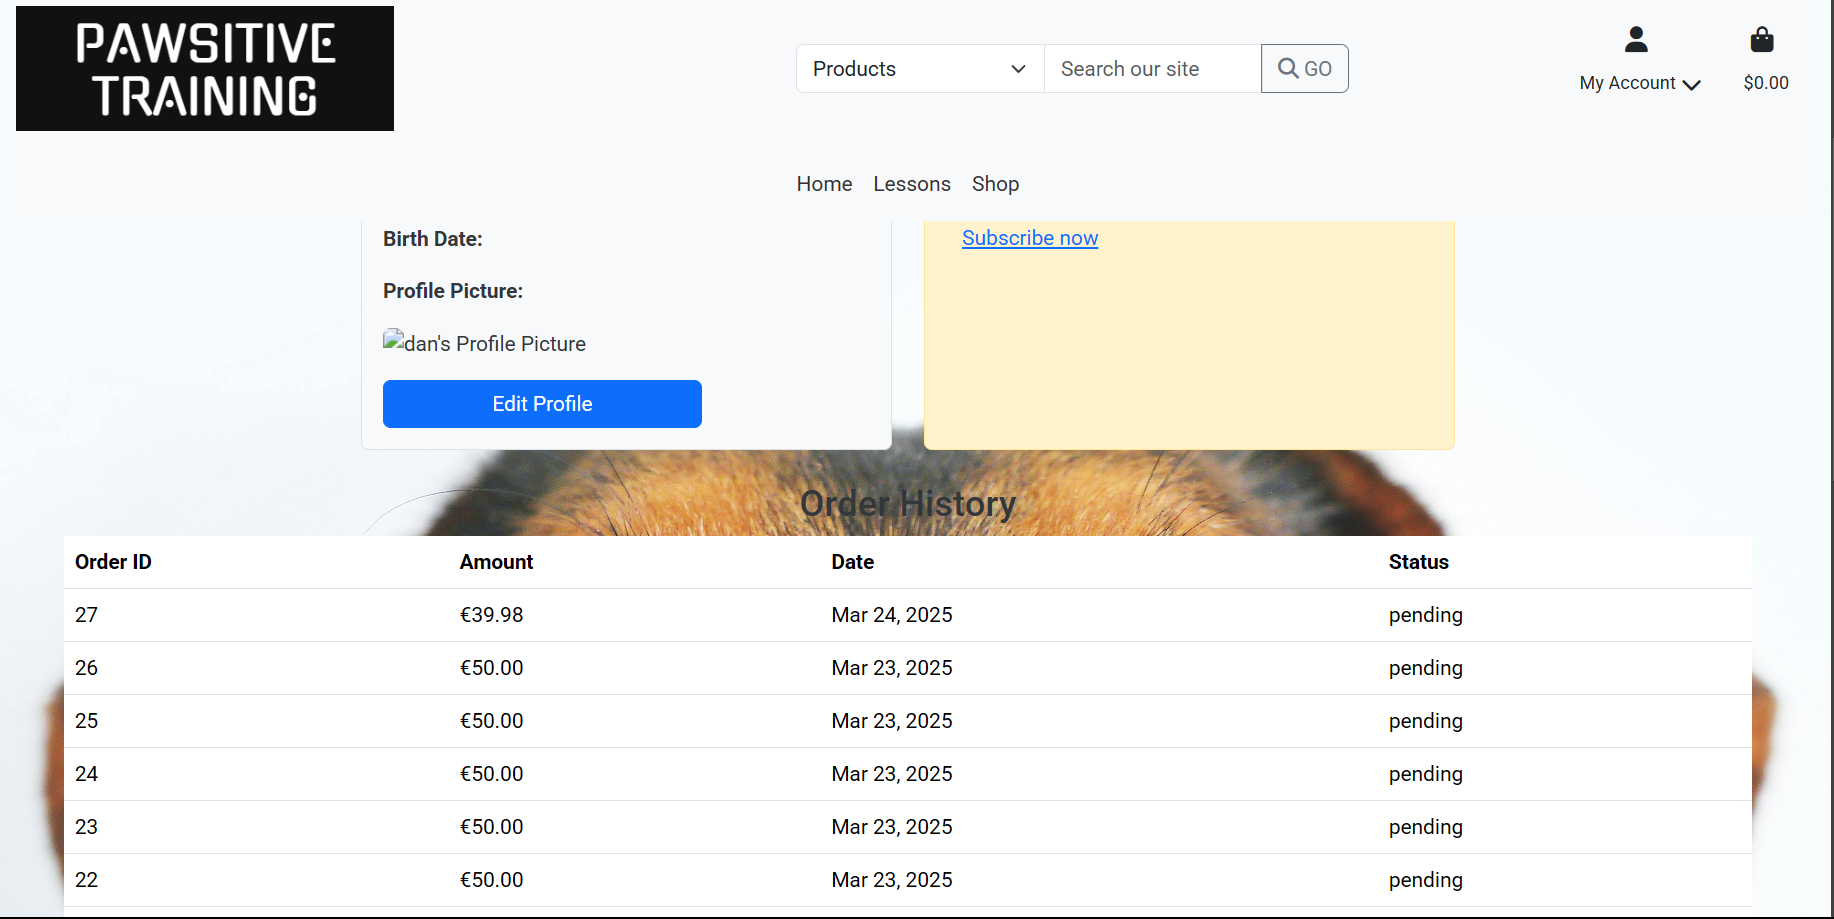 PAWSITIVE
TRAINING
Products
Search our site
GO
My Account
$0.00
Home Lessons Shop
Birth Date:
Profile Picture:
dan's Profile Picture
Edit Profile
Subscribe now
Order History
Order ID Amount Date Status
27 €39.98 Mar 24, 2025 pending
26 €50.00 Mar 23, 2025 pending
25 €50.00 Mar 23, 2025 pending
24 €50.00 Mar 23, 2025 pending
23 €50.00 Mar 23, 2025 pending
22 €50.00 Mar 23, 2025 pending